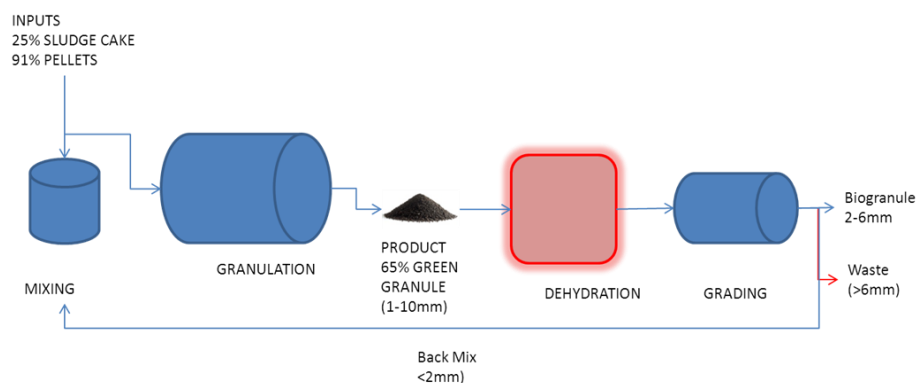 INPUTS
25% SLUDGE CAKE
91% PELLETS
MIXING
GRANULATION
PRODUCT
65% GREEN
GRANULE
(1-10mm)
DEHYDRATION
GRADING
Biogranule
2-6mm
Waste
(>6mm)
Back Mix
<2mm)